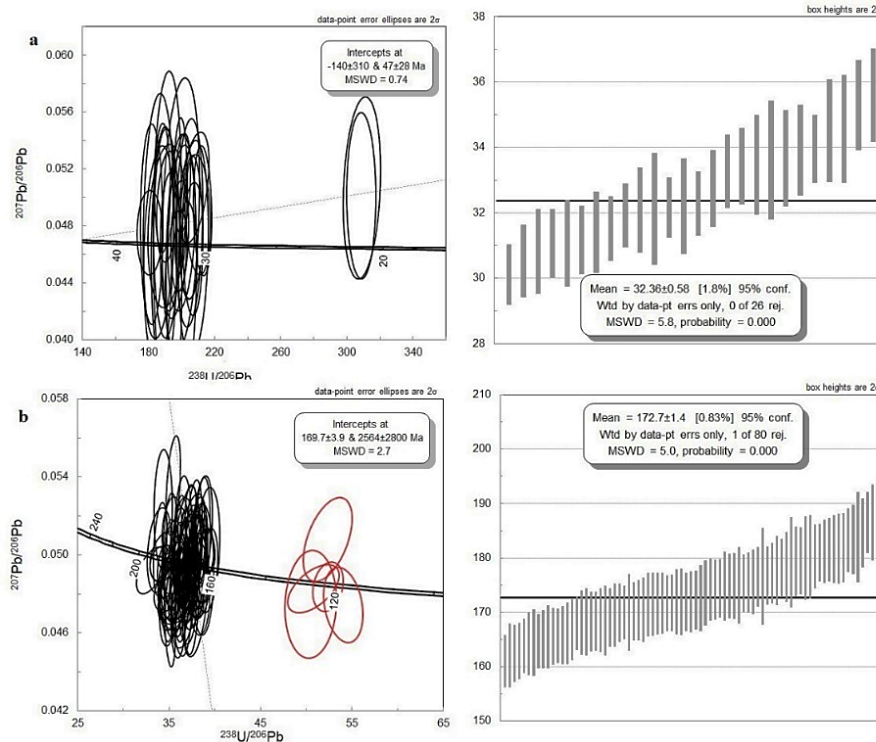 data-point error ellipses are 2σ
a
Intercepts at
-140±310 & 47±28 Ma
MSWD = 0.74
0.060
0.056
0.052
0.048
0.044
0.040
207Pb/206Pb
40
30
20
140
180
220
260
300
340
238U/206Pb
box heights are 2
38
36
34
32
30
28
Mean = 32.36±0.58 [1.8%] 95% conf.
Wtd by data-pt errs only, 0 of 26 rej.
MSWD = 5.8, probability = 0.000
data-point error ellipses are 2σ
b
Intercepts at
169.7±3.9 & 2564±2800 Ma
MSWD = 2.7
0.058
0.054
0.050
0.046
0.042
207Pb/206Pb
240
200
160
120
25
35
45
55
65
238U/206Pb
box heights are 2
210
200
190
180
170
160
150
Mean = 172.7±1.4 [0.83%] 95% conf.
Wtd by data-pt errs only, 1 of 80 rej.
MSWD = 5.0, probability = 0.000